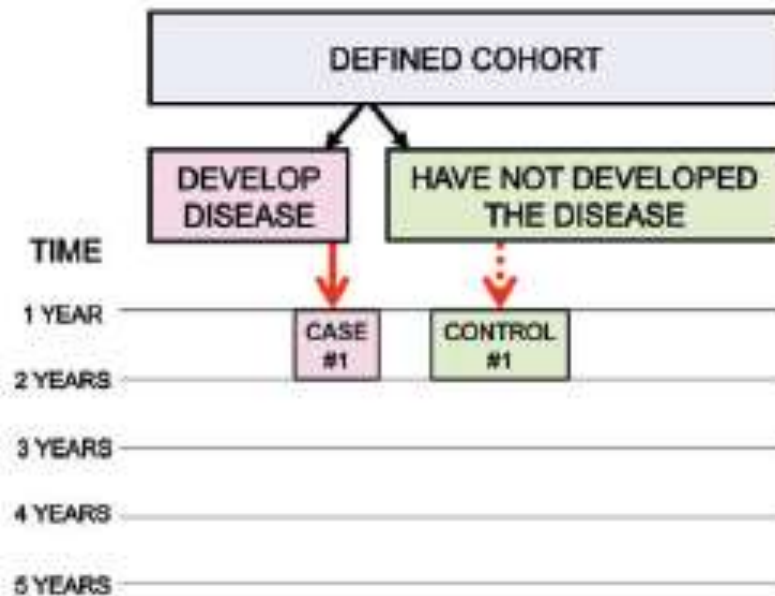 DEFINED COHORT
DEVELOP
DISEASE
HAVE NOT DEVELOPED
THE DISEASE
TIME
1 YEAR
CASE
#1
CONTROL
#1
2 YEARS
3 YEARS
4 YEARS
5 YEARS